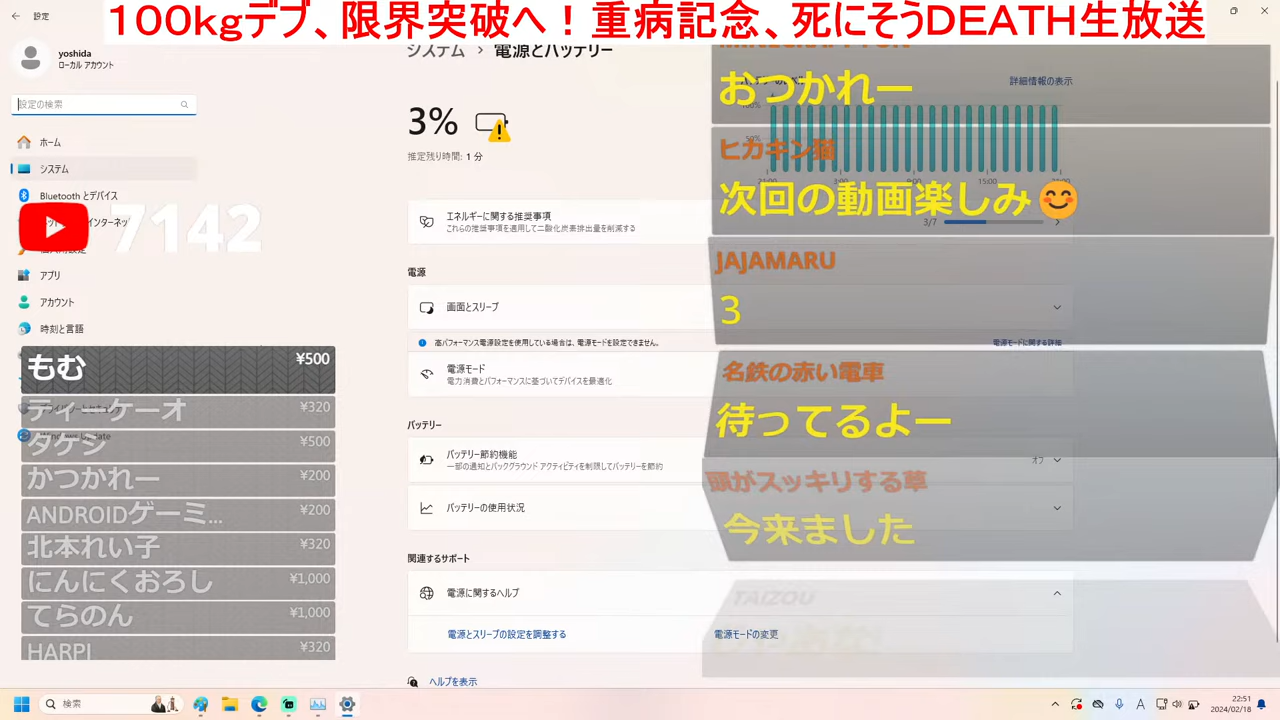 設定
100kgデブ、限界突破へ！重病記念、死にそうDEATH生放送
yoshida
ローカル アカウント
設定の検索
ホーム
システム
Bluetooth とデバイス
7142
アプリ
アカウント
時刻と言語
もむ ¥500
ティーケーオ ¥320
タケシ ¥500
かつかれー ¥200
ANDROIDゲーミ... ¥200
北本れい子 ¥320
にんにくおろし ¥1,000
てらのん ¥1,000
HARPI ¥320
システム › 電源とバッテリー
3%
推定残り時間: 1 分
詳細情報の表示
100%
50%
15:00
3/7
エネルギーに関する推奨事項
これらの推奨事項を適用して二酸化炭素排出量を削減する
電源
画面とスリープ
高パフォーマンス電源設定を使用している場合は、電源モードを設定できません。
電源モードに関する詳細
電源モード
電力消費とパフォーマンスに基づいてデバイスを最適化
バッテリー
バッテリー節約機能
一部の通知とバックグラウンド アクティビティを制限してバッテリーを節約
オフ
バッテリーの使用状況
関連するサポート
電源に関するヘルプ
電源とスリープの設定を調整する
電源モードの変更
ヘルプを表示
おつかれー
ヒカキン猫
次回の動画楽しみ😊
JAJAMARU
3
名鉄の赤い電車
待ってるよー
頭がスッキリする草
今来ました
TAIZOU
検索
A
22:51
2024/02/18